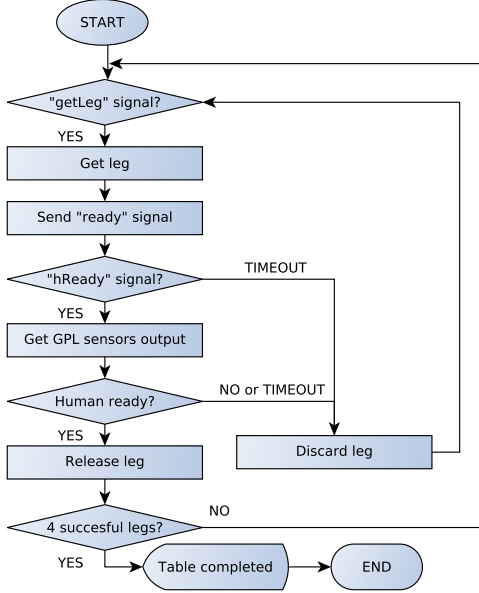 START
"getLeg" signal?
YES
Get leg
Send "ready" signal
"hReady" signal?
TIMEOUT
YES
Get GPL sensors output
Human ready?
NO or TIMEOUT
YES
Discard leg
Release leg
4 succesful legs?
NO
YES
Table completed
END